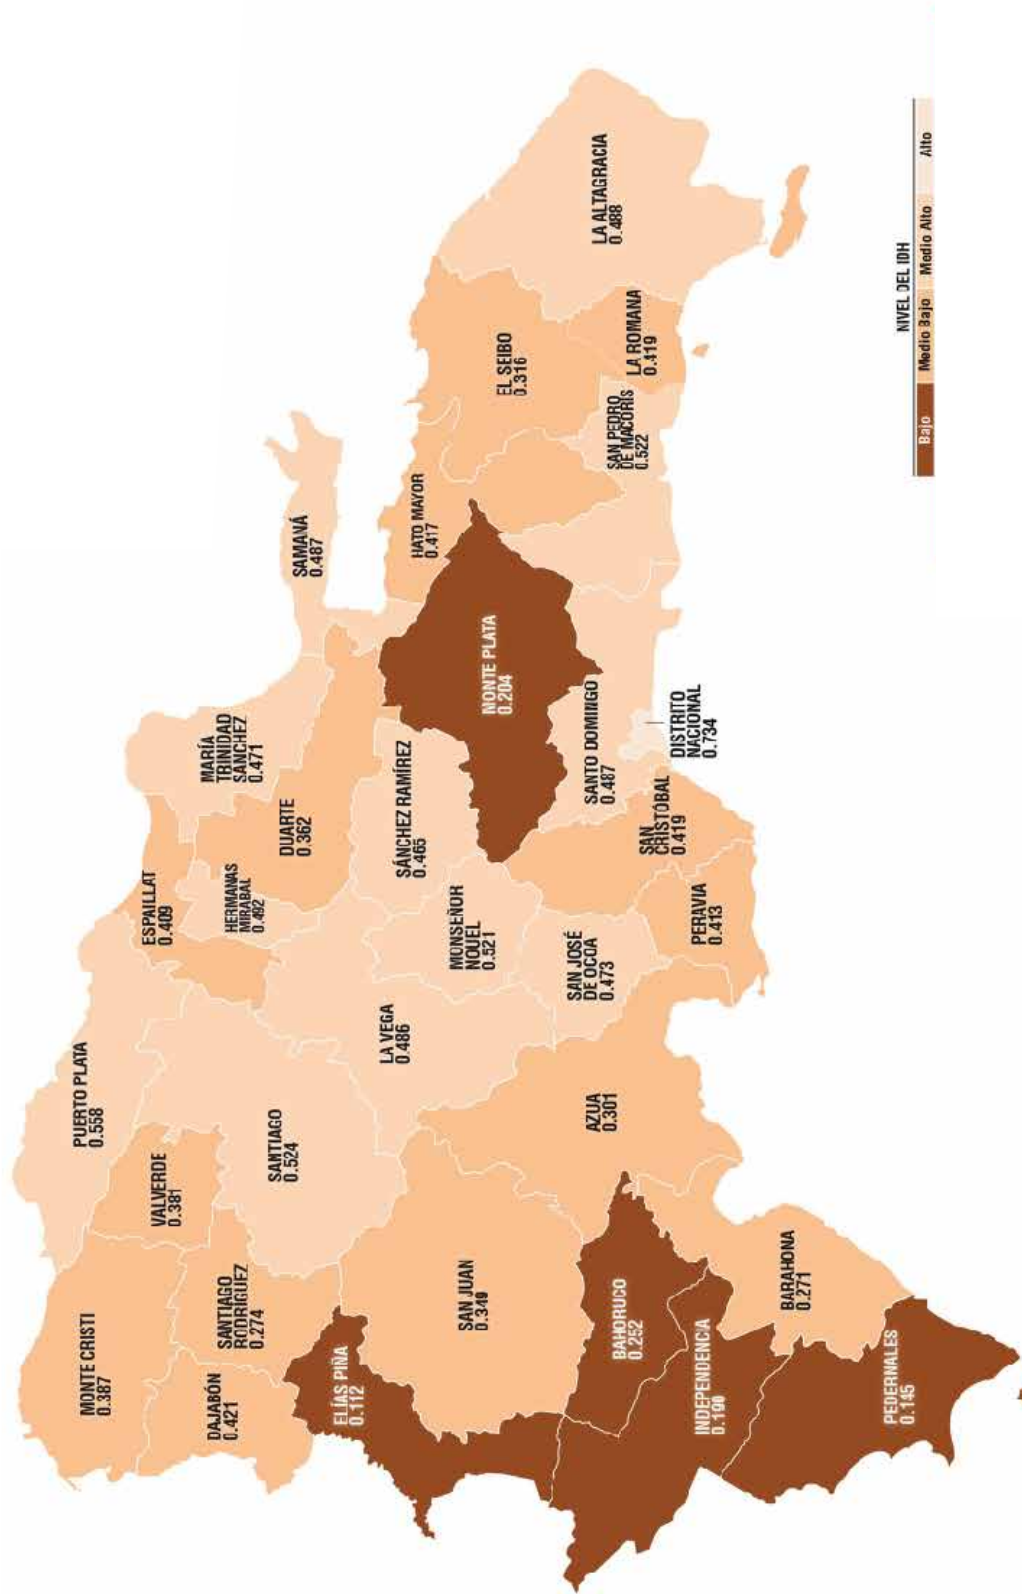 MONTE CRISTI
0.387
PUERTO PLATA
0.558
VALVERDE
0.381
DAJABÓN
0.421
SANTIAGO
RODRÍGUEZ
0.274
SANTIAGO
0.524
ESPAILLAT
0.409
HERMANAS
MIRABAL
0.492
MARÍA
TRINIDAD
SÁNCHEZ
0.471
DUARTE
0.362
SAMANÁ
0.487
ELÍAS PIÑA
0.112
SAN JUAN
0.349
LA VEGA
0.486
SÁNCHEZ RAMÍREZ
0.465
MONSEÑOR
NOUEL
0.521
HATO MAYOR
0.417
MONTE PLATA
0.204
EL SEIBO
0.316
LA ALTAGRACIA
0.488
LA ROMANA
0.419
SAN PEDRO
DE MACORÍS
0.522
BAHORUCO
0.252
AZUA
0.301
SAN JOSÉ
DE OCOA
0.473
SANTO DOMINGO
0.487
SAN
CRISTÓBAL
0.419
DISTRITO
NACIONAL
0.734
INDEPENDENCIA
0.190
PERAVIA
0.413
BARAHONA
0.271
PEDERNALES
0.145
NIVEL DEL IDH
Bajo
Medio Bajo
Medio Alto
Alto